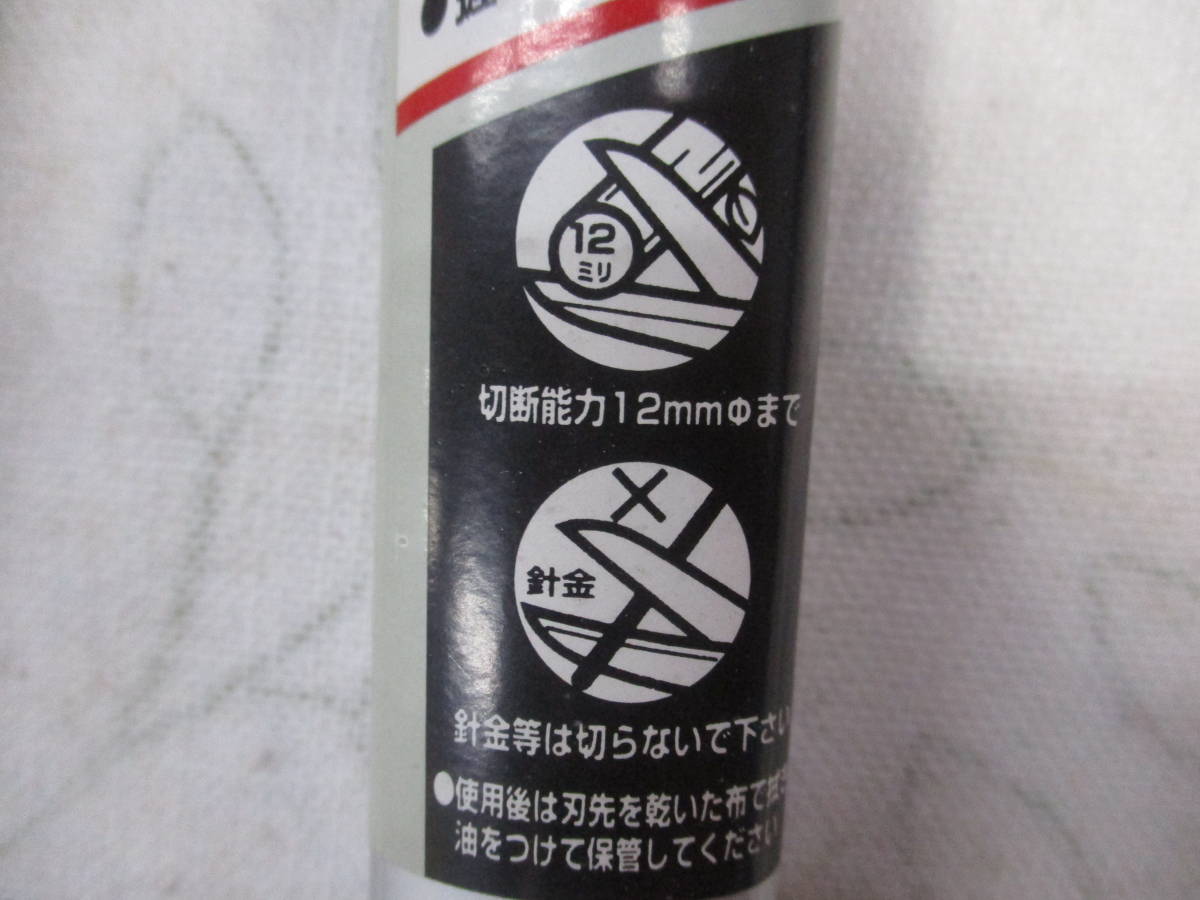 12
ミリ
切断能力12mmΦまで
針金
針金等は切らないで下さい
●使用後は刃先を乾いた布で拭
油をつけて保管してください